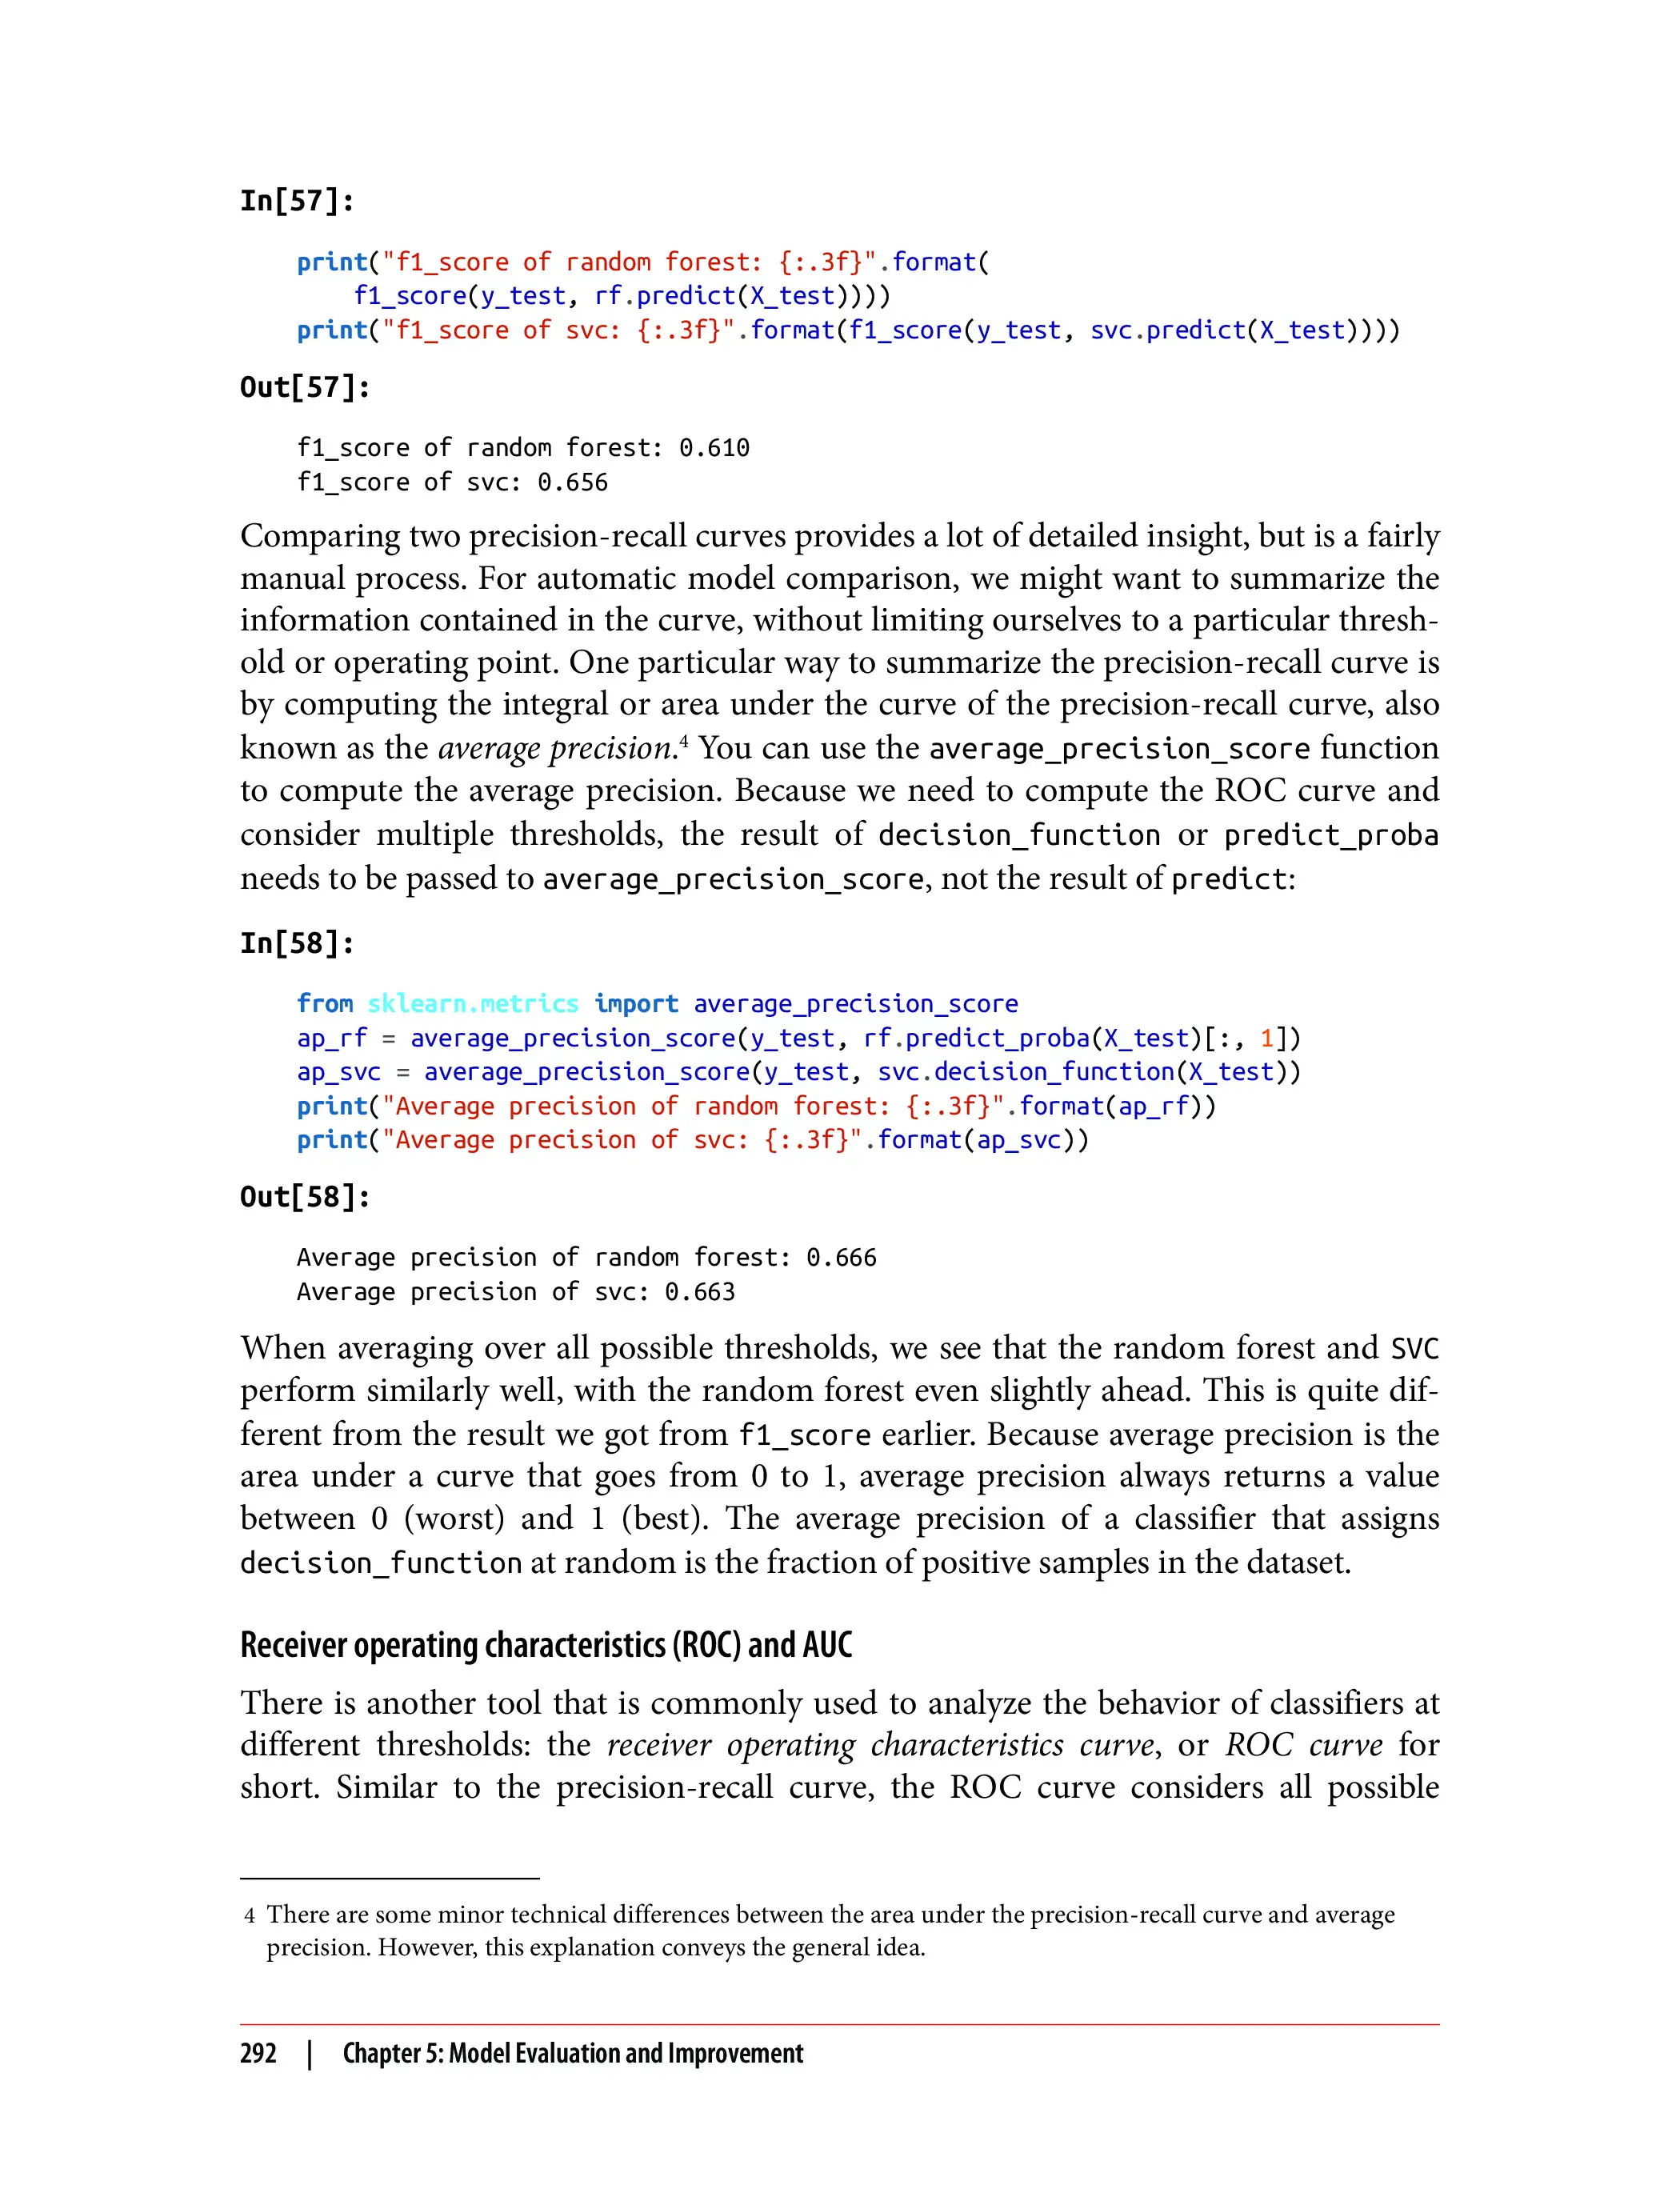 In[57]:
print("f1_score of random forest: {:.3f}".format(
    f1_score(y_test, rf.predict(X_test))))
print("f1_score of svc: {:.3f}".format(f1_score(y_test, svc.predict(X_test))))
Out[57]:
f1_score of random forest: 0.610
f1_score of svc: 0.656
Comparing two precision-recall curves provides a lot of detailed insight, but is a fairly
manual process. For automatic model comparison, we might want to summarize the
information contained in the curve, without limiting ourselves to a particular thresh-
old or operating point. One particular way to summarize the precision-recall curve is
by computing the integral or area under the curve of the precision-recall curve, also
known as the average precision.4 You can use the average_precision_score function
to compute the average precision. Because we need to compute the ROC curve and
consider multiple thresholds, the result of decision_function or predict_proba
needs to be passed to average_precision_score, not the result of predict:
In[58]:
from sklearn.metrics import average_precision_score
ap_rf = average_precision_score(y_test, rf.predict_proba(X_test)[:, 1])
ap_svc = average_precision_score(y_test, svc.decision_function(X_test))
print("Average precision of random forest: {:.3f}".format(ap_rf))
print("Average precision of svc: {:.3f}".format(ap_svc))
Out[58]:
Average precision of random forest: 0.666
Average precision of svc: 0.663
When averaging over all possible thresholds, we see that the random forest and SVC
perform similarly well, with the random forest even slightly ahead. This is quite dif-
ferent from the result we got from f1_score earlier. Because average precision is the
area under a curve that goes from 0 to 1, average precision always returns a value
between 0 (worst) and 1 (best). The average precision of a classifier that assigns
decision_function at random is the fraction of positive samples in the dataset.
Receiver operating characteristics (ROC) and AUC
There is another tool that is commonly used to analyze the behavior of classifiers at
different thresholds: the receiver operating characteristics curve, or ROC curve for
short. Similar to the precision-recall curve, the ROC curve considers all possible
4 There are some minor technical differences between the area under the precision-recall curve and average
precision. However, this explanation conveys the general idea.
292 | Chapter 5: Model Evaluation and Improvement